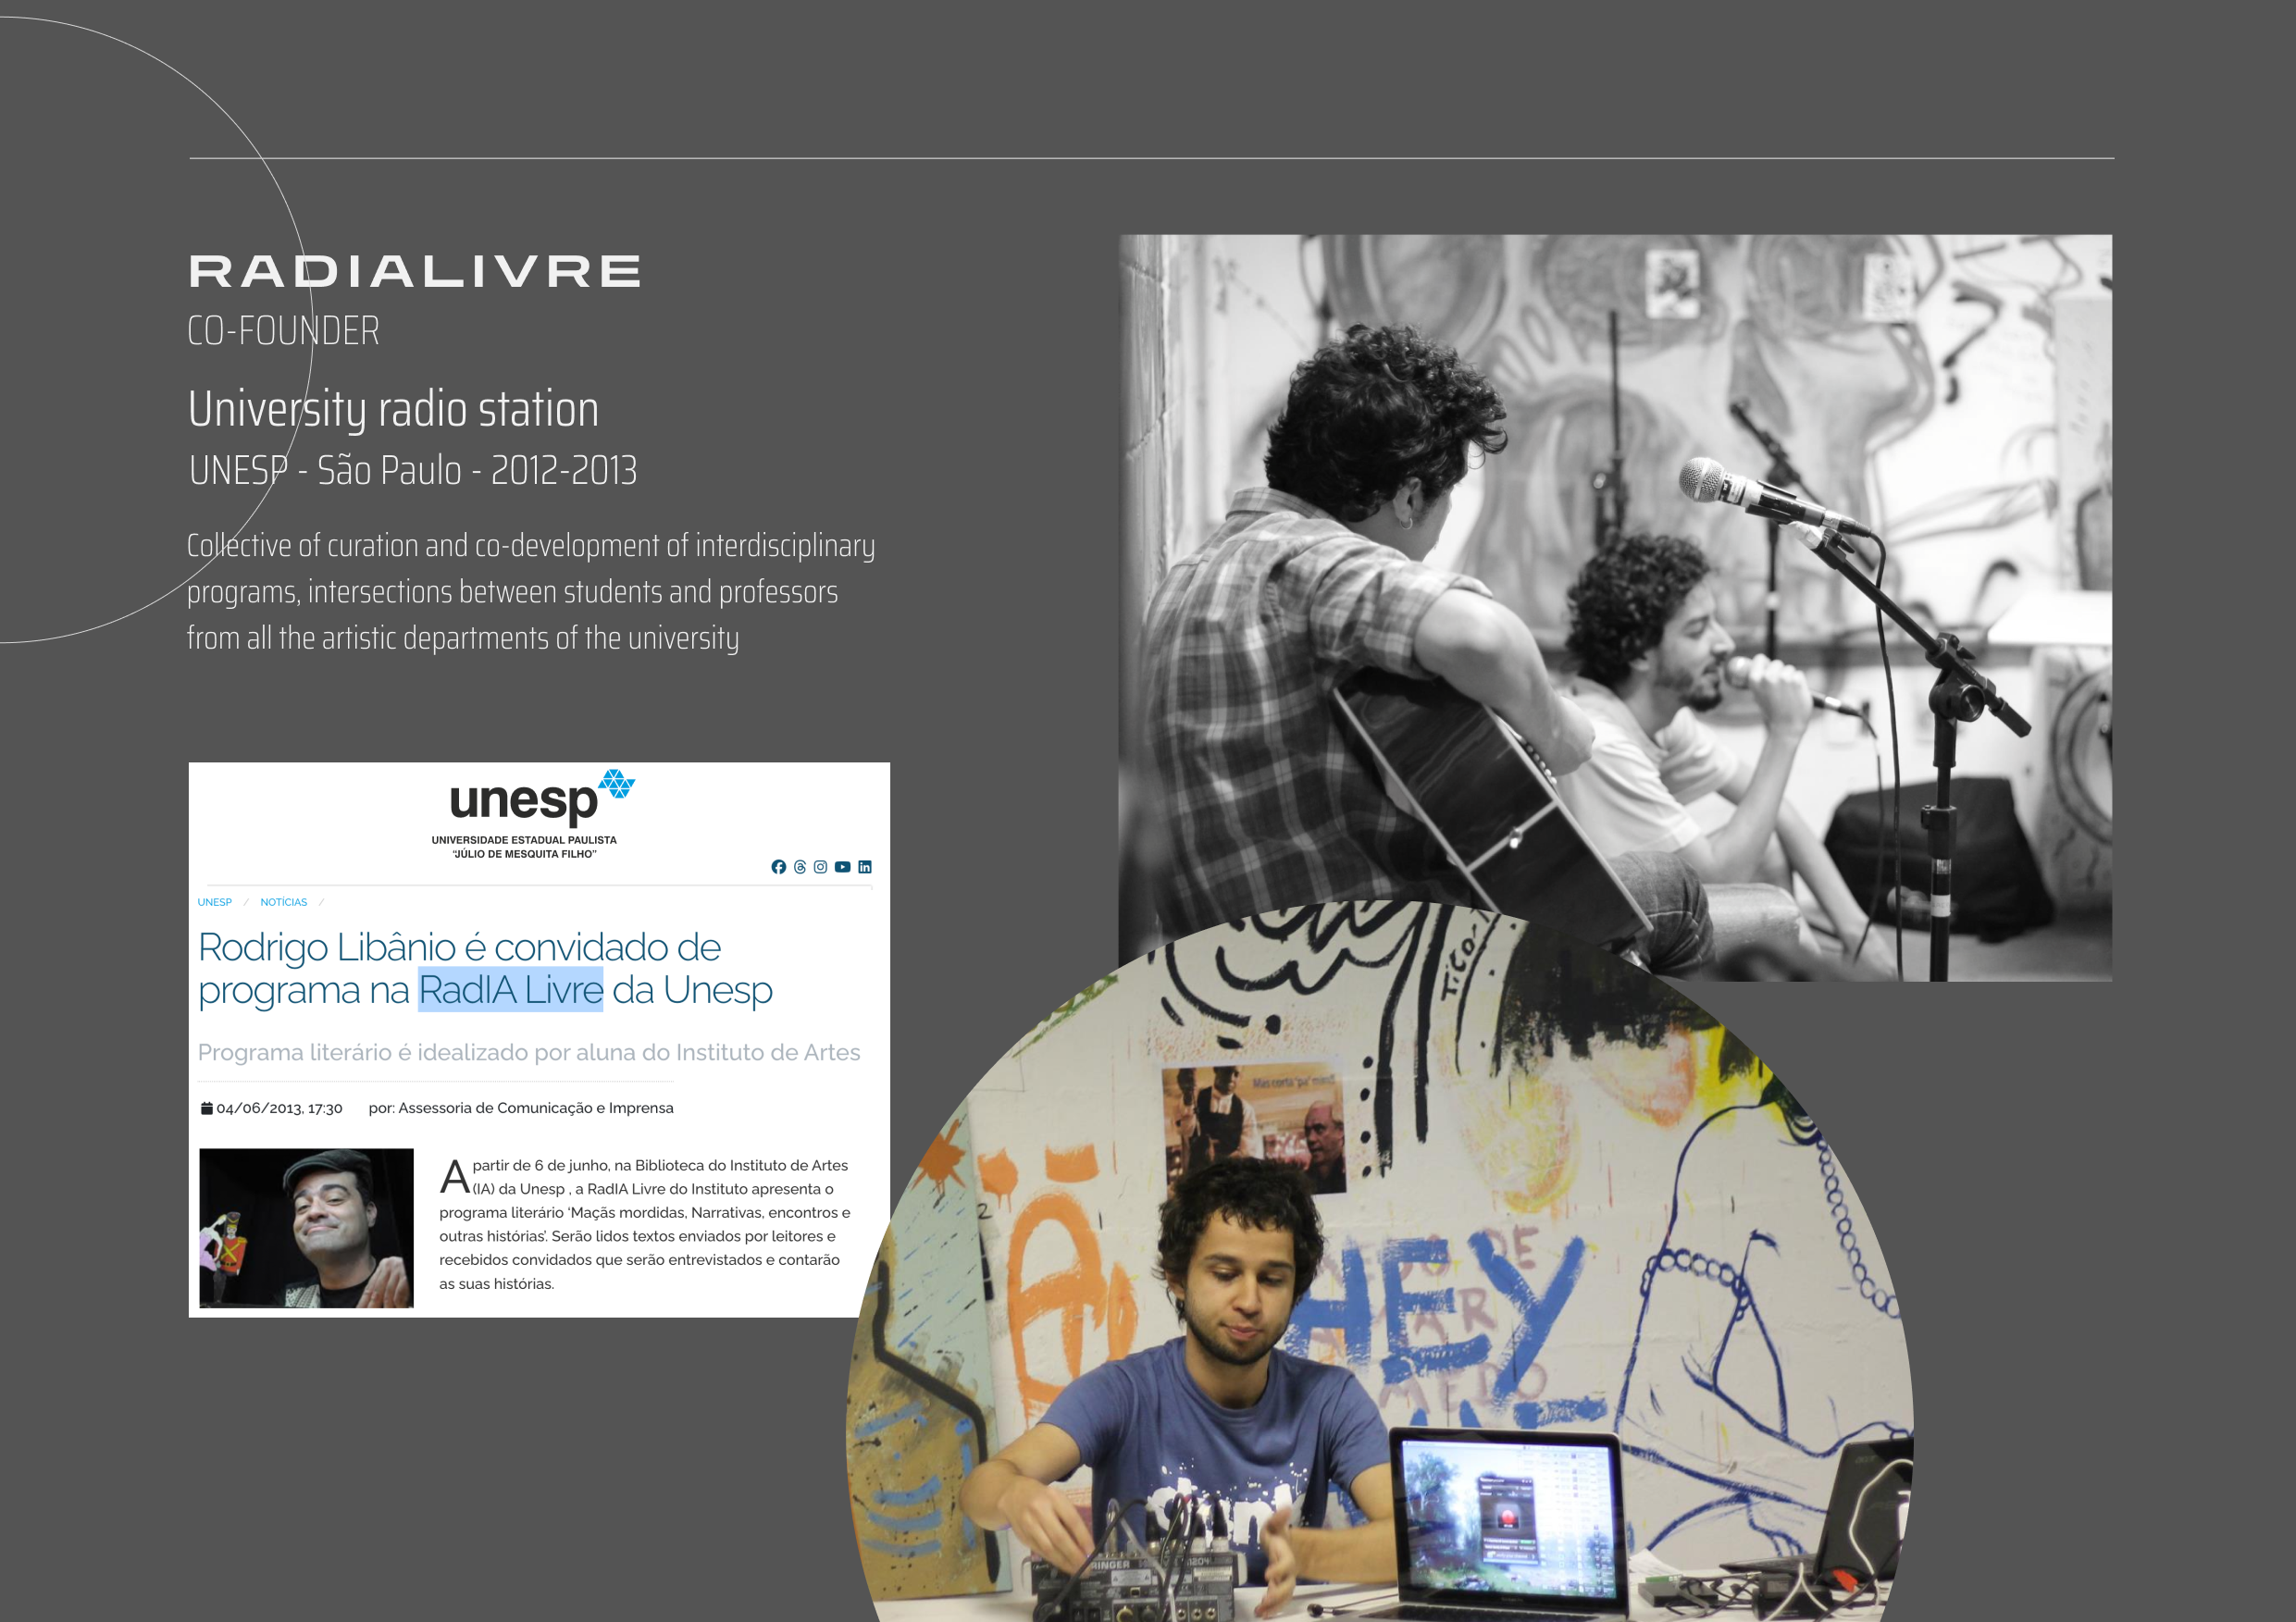 RADIALIVRE
CO-FOUNDER
University radio station
UNESP - São Paulo - 2012-2013
Collective of curation and co-development of interdisciplinary
programs, intersections between students and professors
from all the artistic departments of the university
unesp
UNIVERSIDADE ESTADUAL PAULISTA
"JÚLIO DE MESQUITA FILHO"
UNESP / NOTÍCIAS /
Rodrigo Libânio é convidado de
programa na RadIA Livre da Unesp
Programa literário é idealizado por aluna do Instituto de Artes
04/06/2013, 17:30 por: Assessoria de Comunicação e Imprensa
A partir de 6 de junho, na Biblioteca do Instituto de Artes
(IA) da Unesp , a RadIA Livre do Instituto apresenta o
programa literário ‘Maçãs mordidas, Narrativas, encontros e
outras histórias’. Serão lidos textos enviados por leitores e
recebidos convidados que serão entrevistados e contarão
as suas histórias.
TICO-
HEY
RINGER
1204